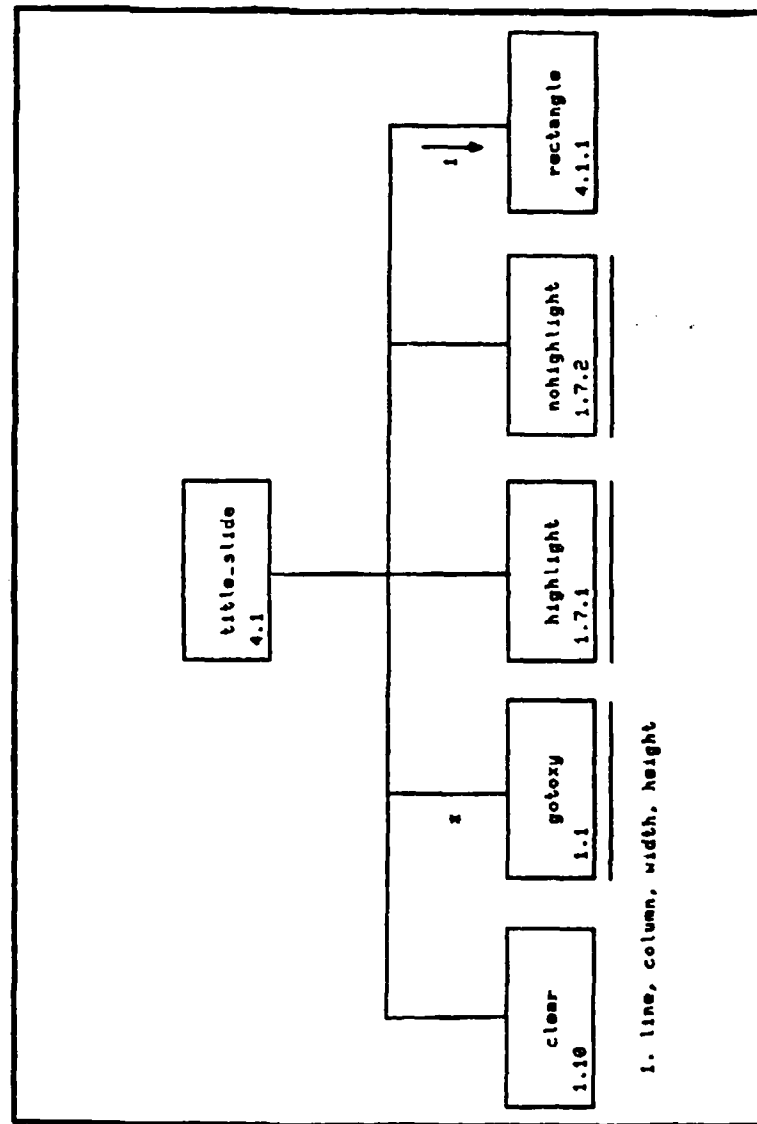 title_slide
4.1
clear
1.10
*
gotoxy
1.1
highlight
1.7.1
nohighlight
1.7.2
1
rectangle
4.1.1
1. line, column, width, height